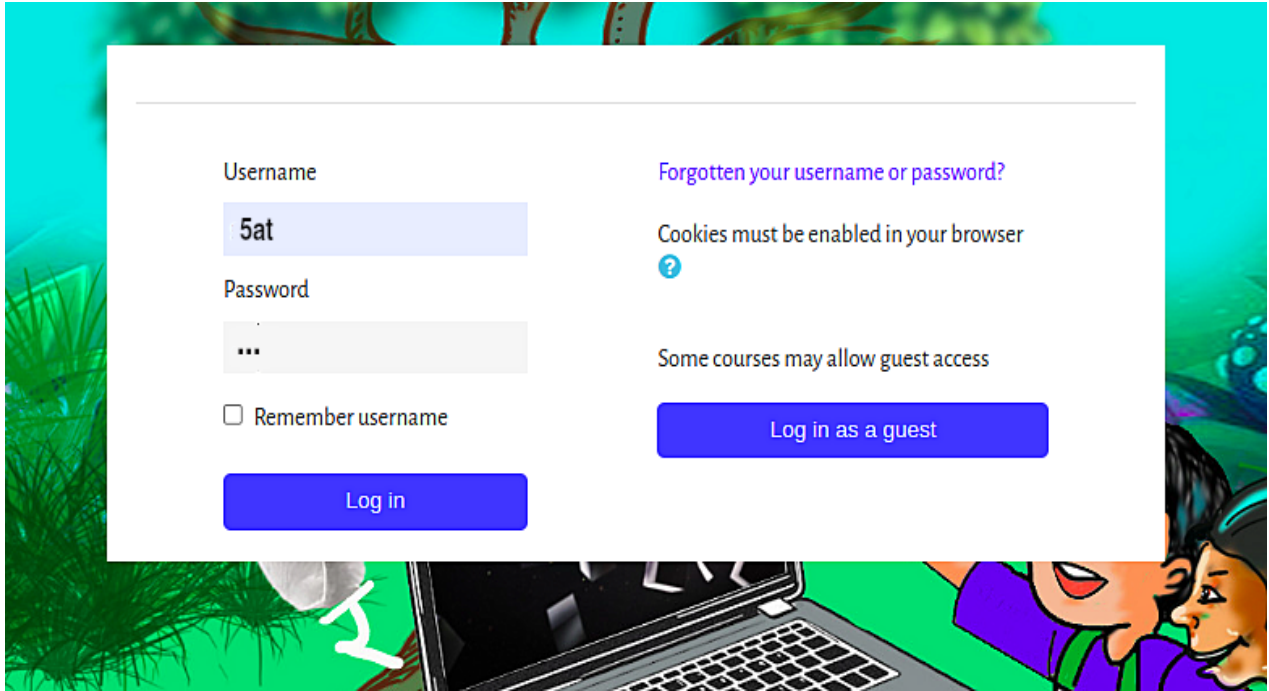 Username
5at
Password
...
Remember username
Log in
Forgotten your username or password?
Cookies must be enabled in your browser
?
Some courses may allow guest access
Log in as a guest